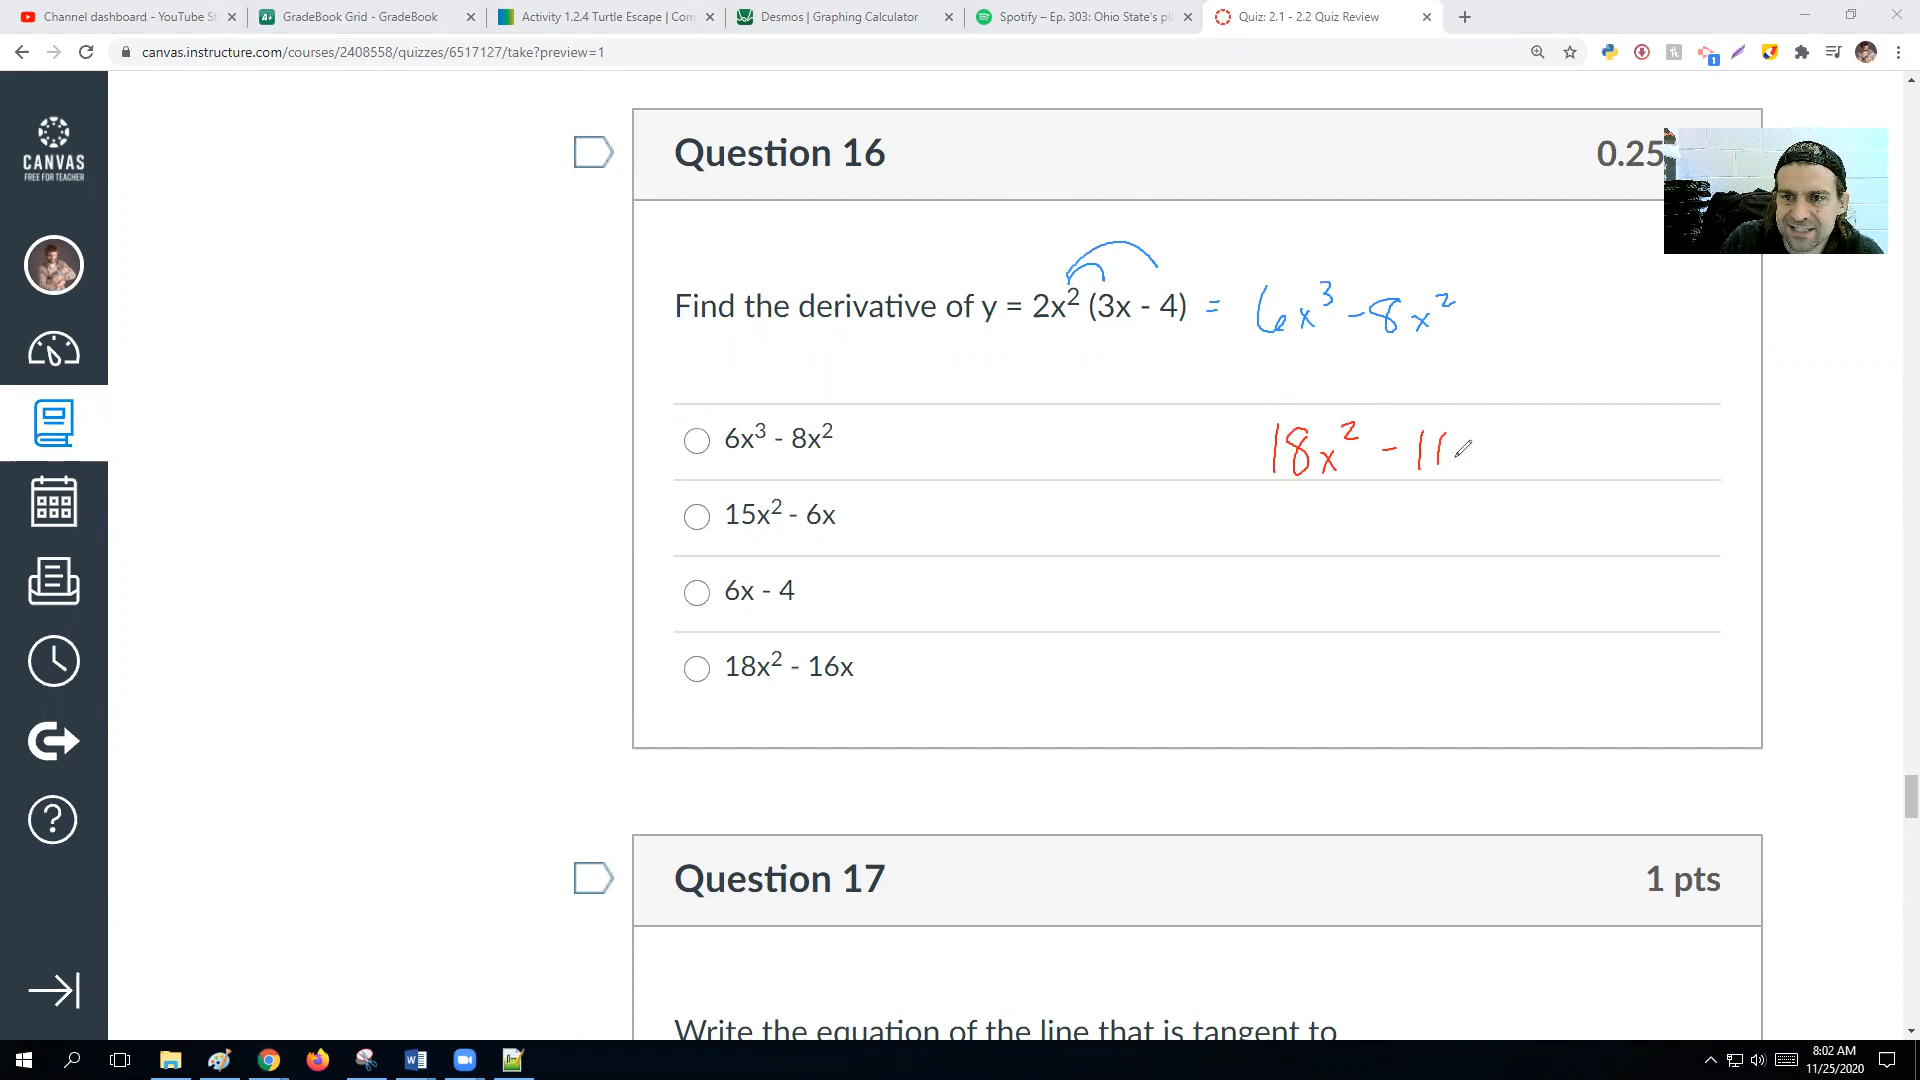 Channel dashboard - YouTube St
GradeBook Grid - GradeBook
Activity 1.2.4 Turtle Escape | Com
Desmos | Graphing Calculator
Spotify – Ep. 303: Ohio State's pl
Quiz: 2.1 - 2.2 Quiz Review
canvas.instructure.com/courses/2408558/quizzes/6517127/take?preview=1
CANVAS
FREE FOR TEACHER
Question 16
0.25
Find the derivative of y = 2x² (3x - 4) = 6x³ - 8x²
6x³ - 8x²
18x² - 11
15x² - 6x
6x - 4
18x² - 16x
Question 17
1 pts
Write the equation of the line that is tangent to
8:02 AM
11/25/2020